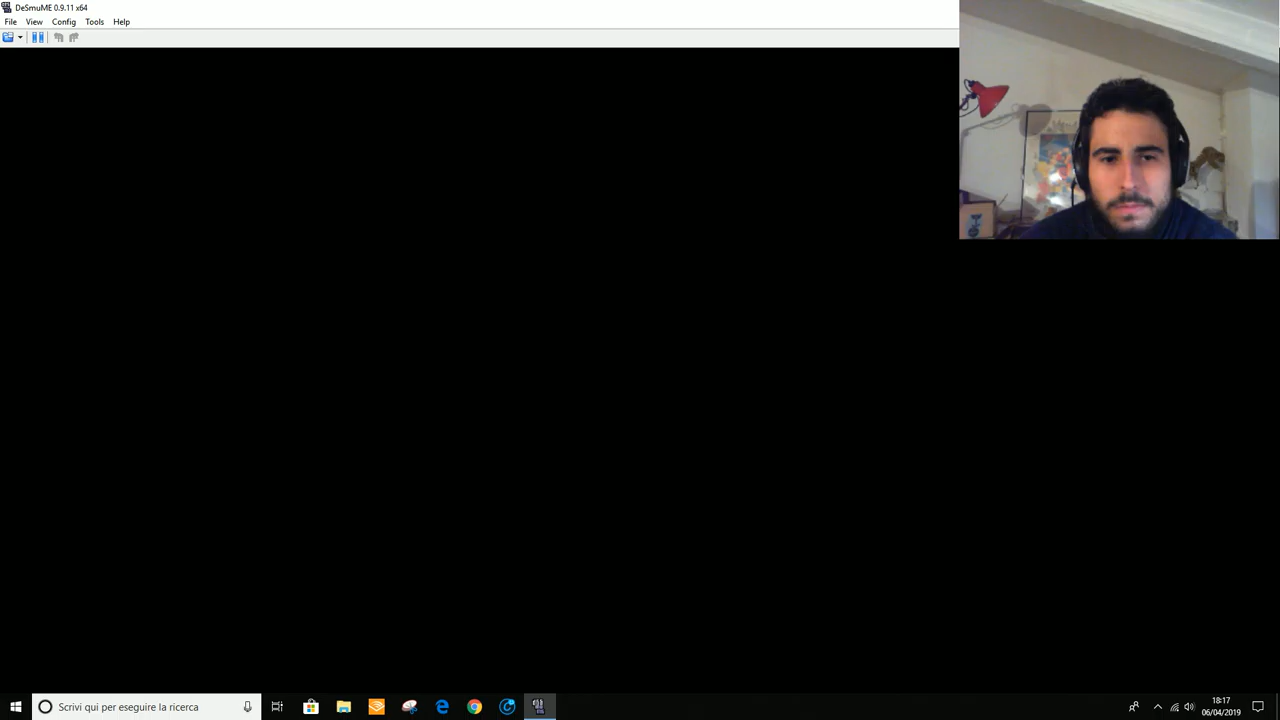 DeSmuME 0.9.11 x64
File View Config Tools Help
Scrivi qui per eseguire la ricerca
18:17
06/04/2019